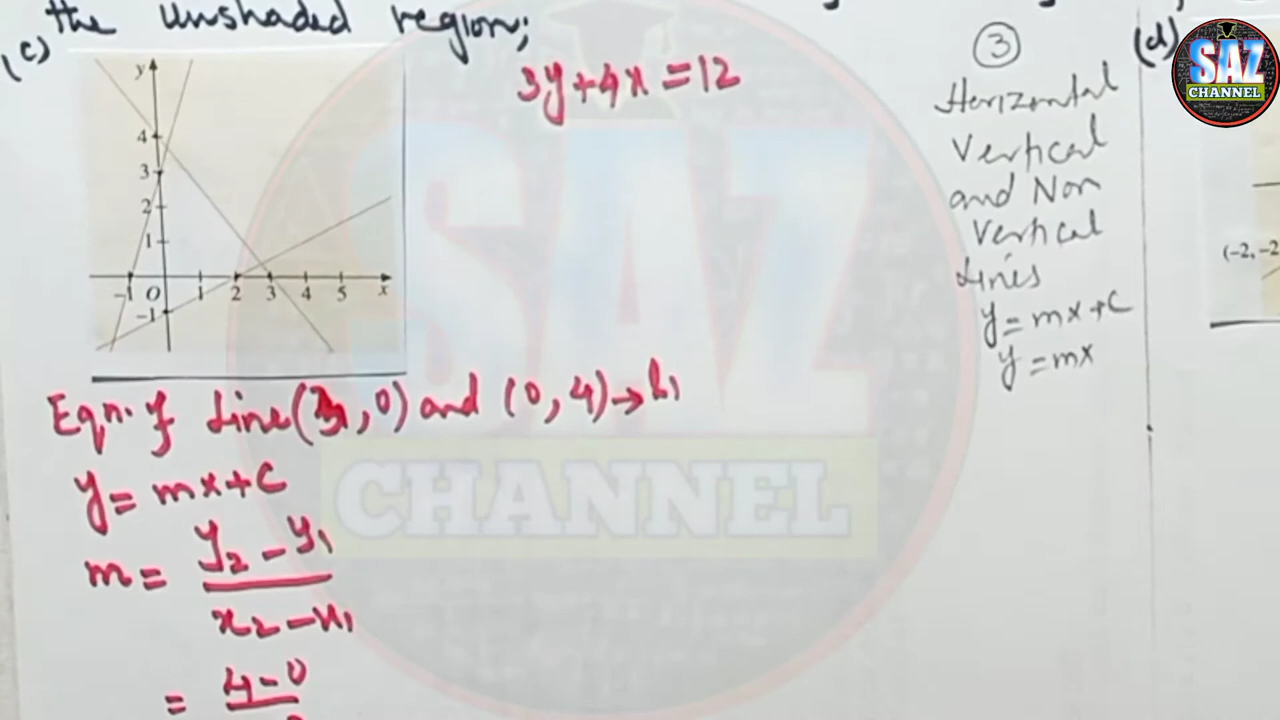 the unshaded region;
(c)
y
4
3
2
1
-1 O 1 2 3 4 5 x
-1
3y+4x=12
Eqn. of Line(3,0) and (0,4)→L1
y= mx+c
m= y2-y1
x2-x1
= 4-0
3
Horizontal
Vertical
and Non
Vertical
Lines
y=mx+c
y=mx
(d)
SAZ
CHANNEL
(-2,-2
SAZ
CHANNEL